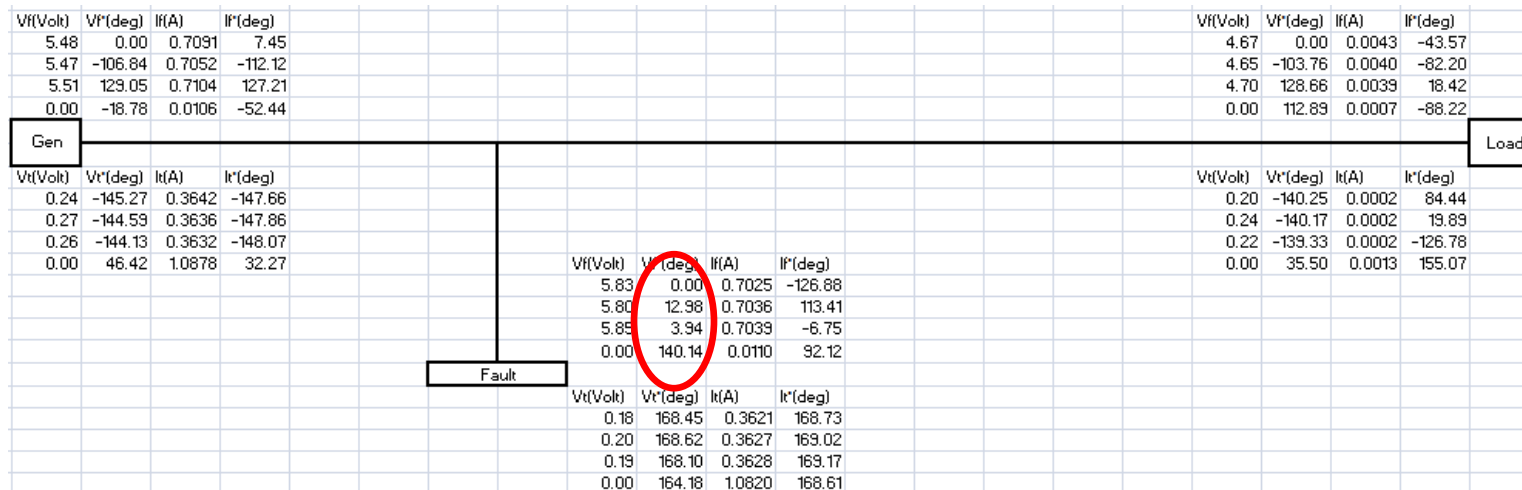 Vf(Volt) Vf°(deg) If(A) If°(deg) Vf(Volt) Vf°(deg) If(A) If°(deg)
5.48 0.00 0.7091 7.45 4.67 0.00 0.0043 -43.57
5.47 -106.84 0.7052 -112.12 4.65 -103.76 0.0040 -82.20
5.51 129.05 0.7104 127.21 4.70 128.66 0.0039 18.42
0.00 -18.78 0.0106 -52.44 0.00 112.89 0.0007 -88.22
Gen Load
Vt(Volt) Vt°(deg) It(A) It°(deg) Vt(Volt) Vt°(deg) It(A) It°(deg)
0.24 -145.27 0.3642 -147.66 0.20 -140.25 0.0002 84.44
0.27 -144.59 0.3636 -147.86 0.24 -140.17 0.0002 19.89
0.26 -144.13 0.3632 -148.07 0.22 -139.33 0.0002 -126.78
0.00 46.42 1.0878 32.27 Vf(Volt) Vf°(deg) If(A) If°(deg) 0.00 35.50 0.0013 155.07
5.83 0.00 0.7025 -126.88
5.80 12.98 0.7036 113.41
5.85 3.94 0.7039 -6.75
0.00 140.14 0.0110 92.12
Fault
Vt(Volt) Vt°(deg) It(A) It°(deg)
0.18 168.45 0.3621 168.73
0.20 168.62 0.3627 169.02
0.19 168.10 0.3628 169.17
0.00 164.18 1.0820 168.61